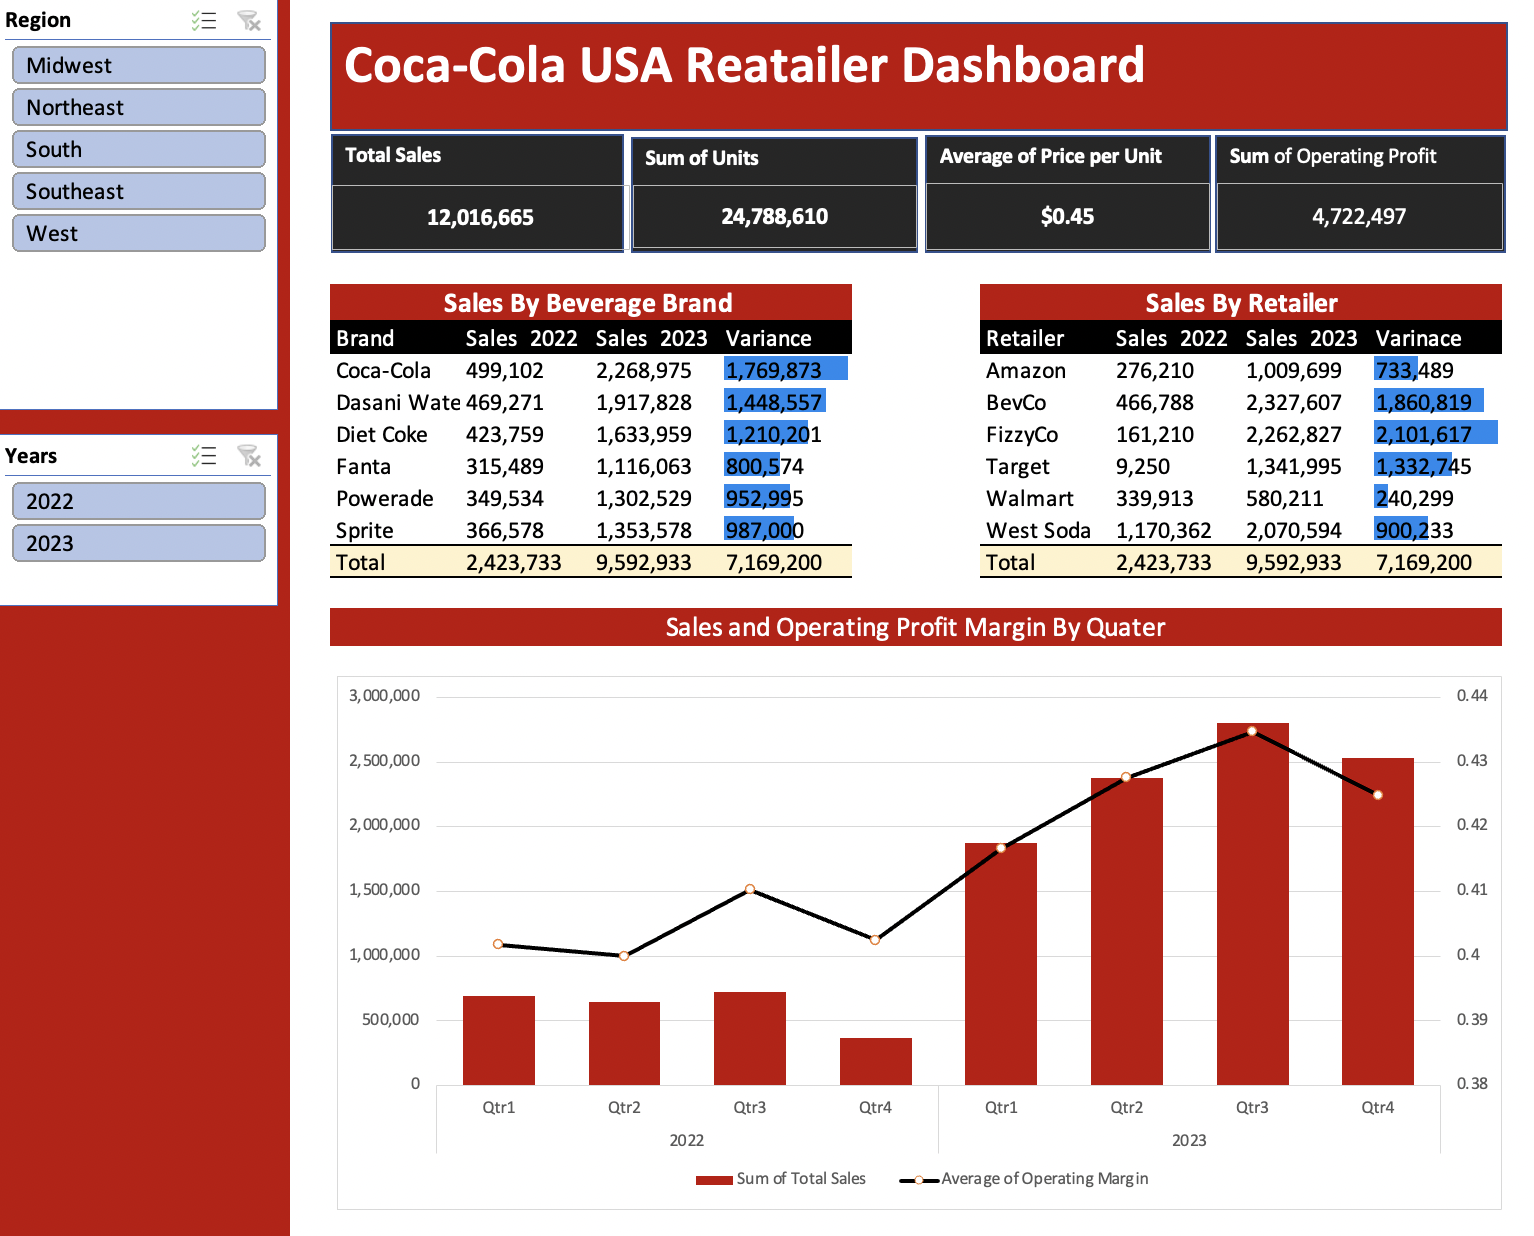 Region
Midwest
Northeast
South
Southeast
West
Years
2022
2023
Coca-Cola USA Reatailer Dashboard
Total Sales
12,016,665
Sum of Units
24,788,610
Average of Price per Unit
$0.45
Sum of Operating Profit
4,722,497
Sales By Beverage Brand
Brand Sales 2022 Sales 2023 Variance
Coca-Cola 499,102 2,268,975 1,769,873
Dasani Wate 469,271 1,917,828 1,448,557
Diet Coke 423,759 1,633,959 1,210,201
Fanta 315,489 1,116,063 800,574
Powerade 349,534 1,302,529 952,995
Sprite 366,578 1,353,578 987,000
Total 2,423,733 9,592,933 7,169,200
Sales By Retailer
Retailer Sales 2022 Sales 2023 Varinace
Amazon 276,210 1,009,699 733,489
BevCo 466,788 2,327,607 1,860,819
FizzyCo 161,210 2,262,827 2,101,617
Target 9,250 1,341,995 1,332,745
Walmart 339,913 580,211 240,299
West Soda 1,170,362 2,070,594 900,233
Total 2,423,733 9,592,933 7,169,200
Sales and Operating Profit Margin By Quater
3,000,000 0.44
2,500,000 0.43
2,000,000 0.42
1,500,000 0.41
1,000,000 0.4
500,000 0.39
0 0.38
Qtr1 Qtr2 Qtr3 Qtr4 Qtr1 Qtr2 Qtr3 Qtr4
2022 2023
Sum of Total Sales Average of Operating Margin